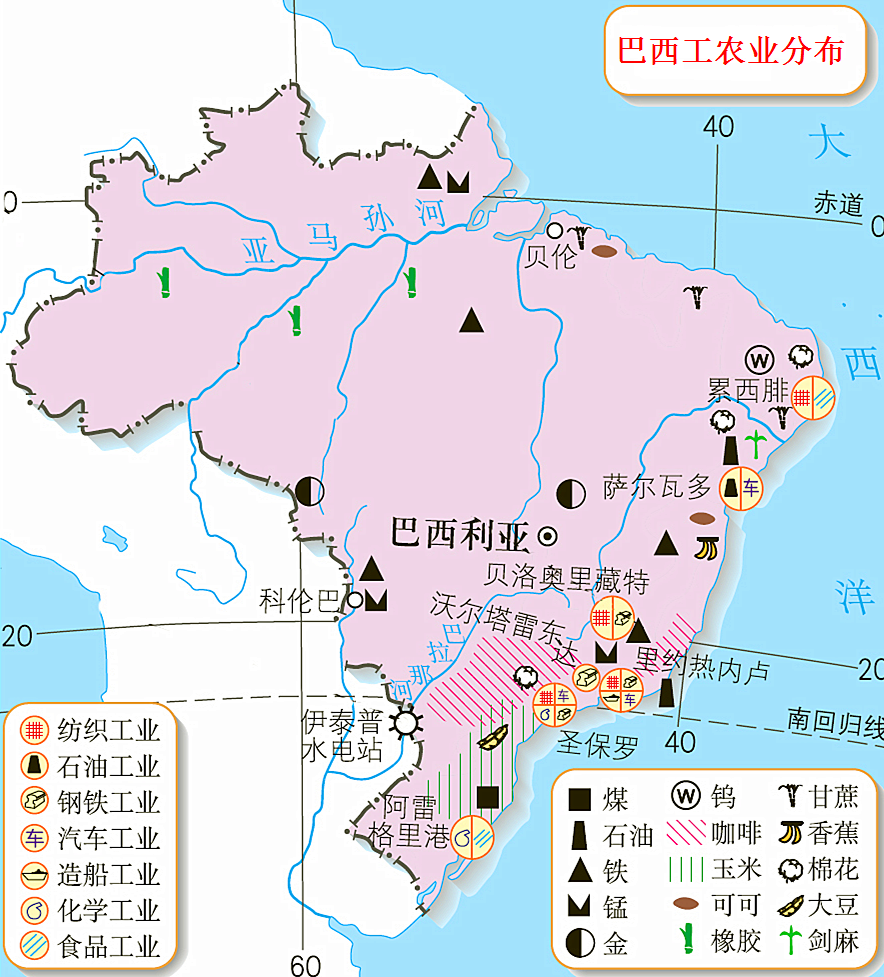 巴西工农业分布
40
大
0
赤道
0
亚马孙河
贝伦
西
W
累西腓
萨尔瓦多
车
巴西利亚
贝洛奥里藏特
洋
科伦巴
沃尔塔雷东达
20
巴拉那河
里约热内卢
20
车
车
南回归线
伊泰普
水电站
圣保罗
40
阿雷
格里港
纺织工业
石油工业
钢铁工业
车 汽车工业
造船工业
化学工业
食品工业
煤 W 钨 甘蔗
石油 咖啡 香蕉
铁 玉米 棉花
锰 可可 大豆
金 橡胶 剑麻
60